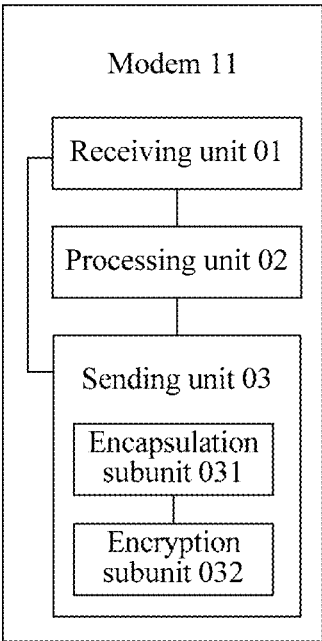 Modem 11
Receiving unit 01
Processing unit 02
Sending unit 03
Encapsulation
subunit 031
Encryption
subunit 032